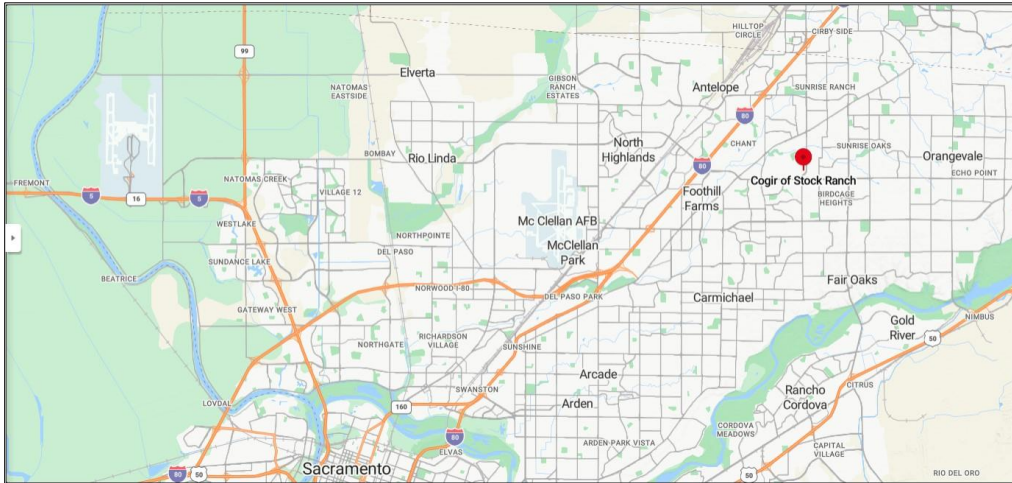 HILLTOP
CIRCLE
CIRBY SIDE
99
Elverta
GIBSON
RANCH
ESTATES
NATOMAS
EASTSIDE
Antelope
SUNRISE RANCH
80
CHANT
North
Highlands
SUNRISE OAKS
Orangevale
BOMBAY
Rio Linda
80
ECHO POINT
FREMONT
5
16
5
NATOMAS CREEK
VILLAGE 12
Cogir of Stock Ranch
Foothill
Farms
BIRDCAGE
HEIGHTS
WESTLAKE
Mc Clellan AFB
NORTHPOINTE
McClellan
Park
DEL PASO
SUNDANCE LAKE
BEATRICE
NORWOOD I-80
DEL PASO PARK
Carmichael
Fair Oaks
GATEWAY WEST
Gold
River
NIMBUS
RICHARDSON
VILLAGE
NORTHGATE
SUNSHINE
50
Arcade
SWANSTON
Rancho
Cordova
CITRUS
LOVDAL
160
Arden
CORDOVA
MEADOWS
80
ELVAS
ARDEN PARK VISTA
CAPITAL
VILLAGE
Sacramento
80
50
50
RIO DEL ORO